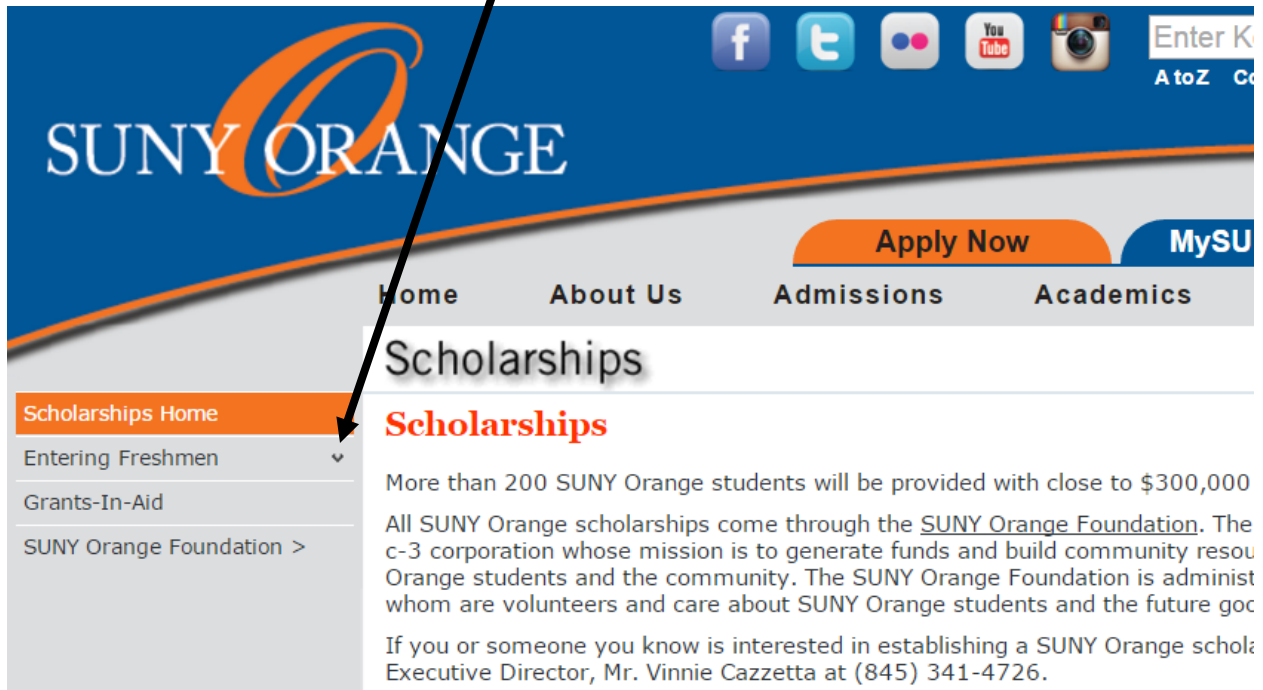 You
Tube
Enter
A to Z
SUNY ORANGE
Apply Now
MySU
Home About Us Admissions Academics
Scholarships
Scholarships Home
Entering Freshmen
Grants-In-Aid
SUNY Orange Foundation >
Scholarships
More than 200 SUNY Orange students will be provided with close to $300,000
All SUNY Orange scholarships come through the SUNY Orange Foundation. The
c-3 corporation whose mission is to generate funds and build community resou
Orange students and the community. The SUNY Orange Foundation is administ
whom are volunteers and care about SUNY Orange students and the future goo
If you or someone you know is interested in establishing a SUNY Orange schola
Executive Director, Mr. Vinnie Cazzetta at (845) 341-4726.